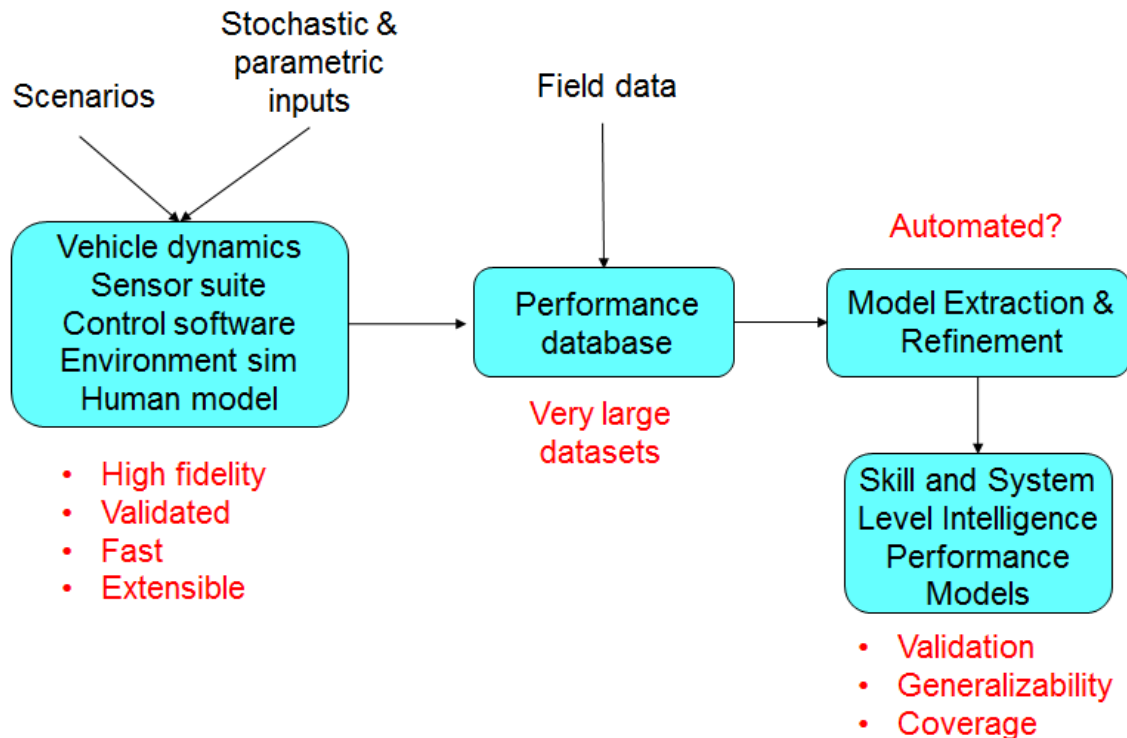 Stochastic &
parametric
inputs
Scenarios
Field data
Vehicle dynamics
Sensor suite
Control software
Environment sim
Human model
• High fidelity
• Validated
• Fast
• Extensible
Performance
database
Very large
datasets
Automated?
Model Extraction &
Refinement
Skill and System
Level Intelligence
Performance
Models
• Validation
• Generalizability
• Coverage